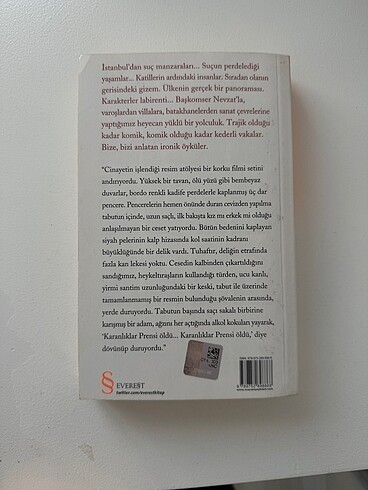 İstanbul'dan suç manzaraları... Suçun perdelediği
yaşamlar... Katillerin ardındaki insanlar. Sıradan olanın
gerisindeki gizem. Ülkenin gerçek bir panoraması.
Karakterler labirenti... Başkomser Nevzat'la,
varoşlardan villalara, batakhanelerden sanat çevrelerine
yaptığımız heyecan yüklü bir yolculuk. Trajik olduğu
kadar komik, komik olduğu kadar kederli vakalar.
Bize, bizi anlatan ironik öyküler.
"Cinayetin işlendiği resim atölyesi bir korku filmi setini
andırıyordu. Yüksek bir tavan, ölü yüzü gibi bembeyaz
duvarlar, bordo renkli kadife perdelerle kaplanmış üç dar
pencere. Pencerelerin hemen önünde duran cevizden yapılma
tabutun içinde, uzun saçlı, ilk bakışta kız mı erkek mi olduğu
anlaşılmayan bir ceset yatıyordu. Bütün bedenini kaplayan
siyah pelerinin kalp hizasında kol saatinin kadranı
büyüklüğünde bir delik vardı. Tuhaftır, deliğin etrafında
fazla kan lekesi yoktu. Cesedin kalbinden çıkartıldığını
sandığımız, heykeltıraşların kullandığı türden, ucu kanlı,
yirmi santim uzunluğundaki bir keski, tabut ile üzerinde
tamamlanmamış bir resmin bulunduğu şövalenin arasında,
yerde duruyordu. Tabutun başında saçı sakalı birbirine
karışmış bir adam, ağzını her açtığında alkol kokuları yayarak,
'Karanlıklar Prensi öldü... Karanlıklar Prensi öldü,' diye
dövünüp duruyordu."
EVEREST
twitter.com/everestkitap